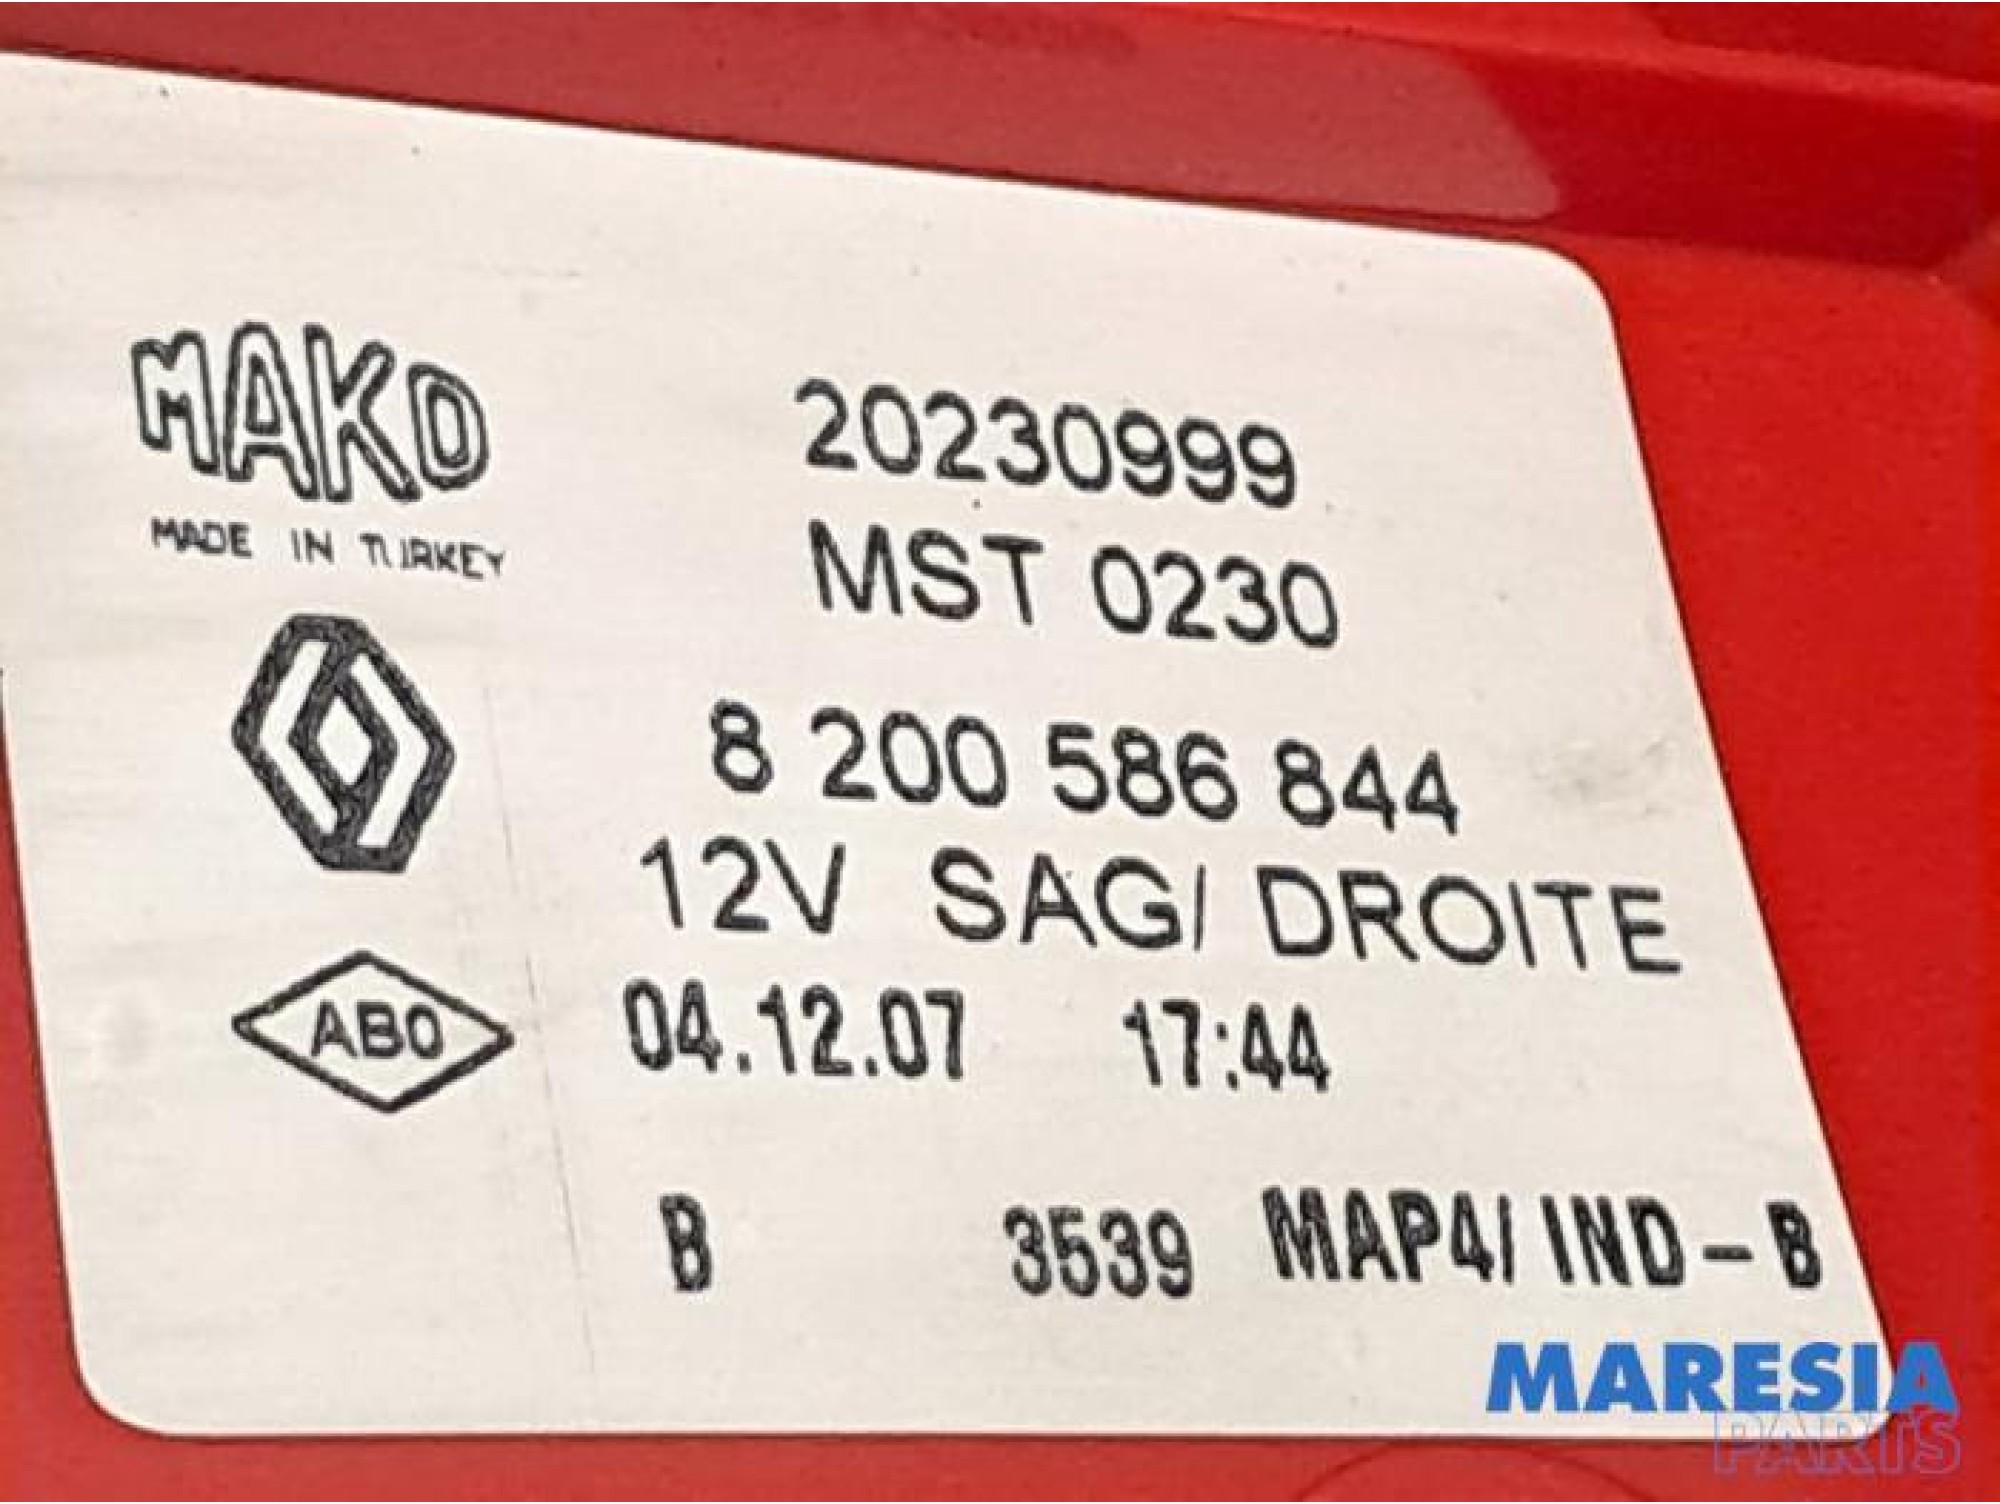 MAKO
MADE IN TURKEY
20230999
MST 0230
8 200 586 844
12V SAG/ DROITE
ABO
04.12.07 17:44
B 3539 MAP4/ IND-B
MARESIA
PARTS